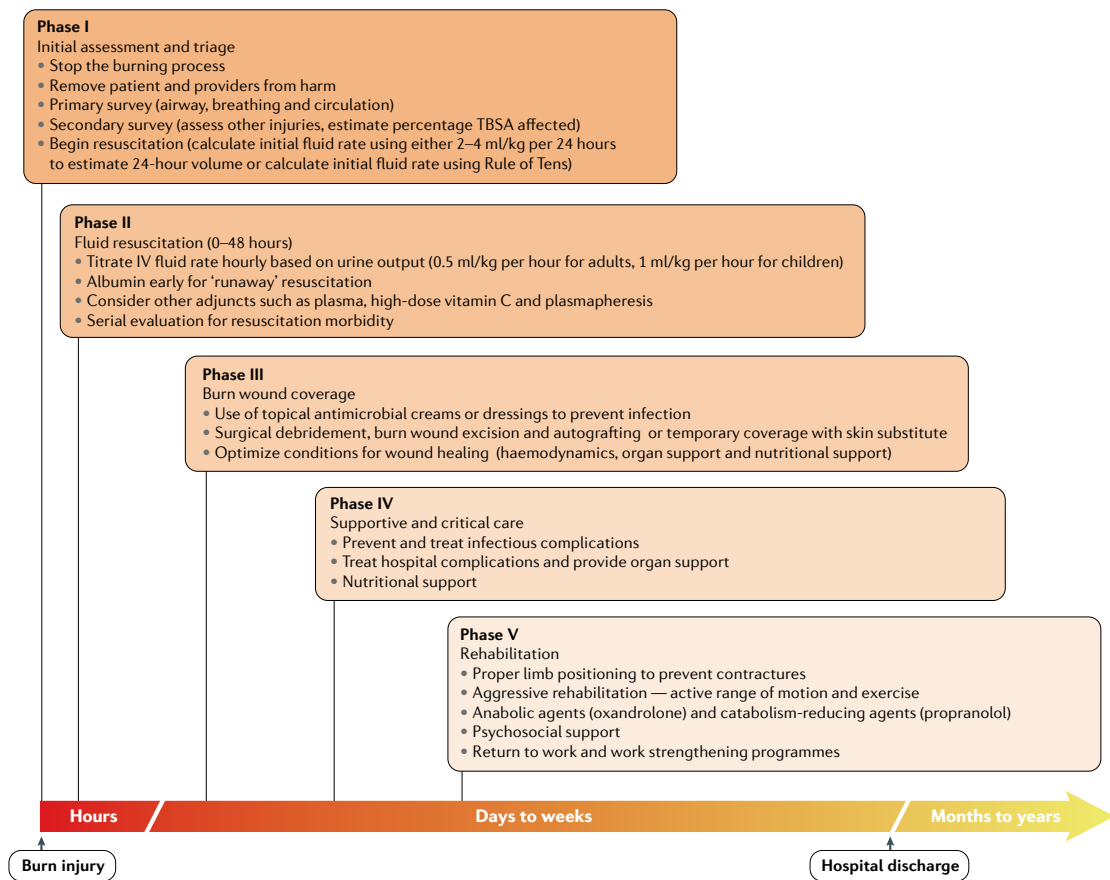 Phase I
Initial assessment and triage
• Stop the burning process
• Remove patient and providers from harm
• Primary survey (airway, breathing and circulation)
• Secondary survey (assess other injuries, estimate percentage TBSA affected)
• Begin resuscitation (calculate initial fluid rate using either 2–4 ml/kg per 24 hours
to estimate 24-hour volume or calculate initial fluid rate using Rule of Tens)
Phase II
Fluid resuscitation (0–48 hours)
• Titrate IV fluid rate hourly based on urine output (0.5 ml/kg per hour for adults, 1 ml/kg per hour for children)
• Albumin early for ‘runaway’ resuscitation
• Consider other adjuncts such as plasma, high-dose vitamin C and plasmapheresis
• Serial evaluation for resuscitation morbidity
Phase III
Burn wound coverage
• Use of topical antimicrobial creams or dressings to prevent infection
• Surgical debridement, burn wound excision and autografting or temporary coverage with skin substitute
• Optimize conditions for wound healing (haemodynamics, organ support and nutritional support)
Phase IV
Supportive and critical care
• Prevent and treat infectious complications
• Treat hospital complications and provide organ support
• Nutritional support
Phase V
Rehabilitation
• Proper limb positioning to prevent contractures
• Aggressive rehabilitation — active range of motion and exercise
• Anabolic agents (oxandrolone) and catabolism-reducing agents (propranolol)
• Psychosocial support
• Return to work and work strengthening programmes
Hours
Days to weeks
Months to years
Burn injury
Hospital discharge